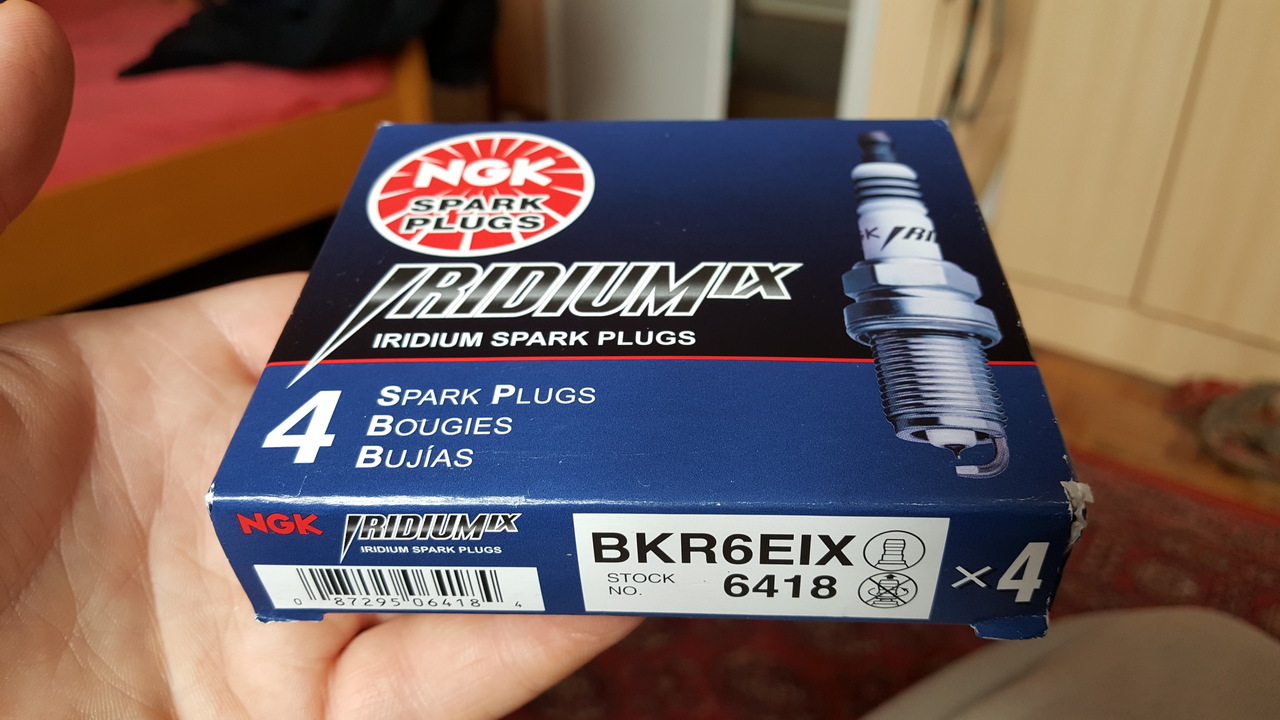 NGK
SPARK
PLUGS
IRIDIUM IX
IRIDIUM SPARK PLUGS
4
SPARK PLUGS
BOUGIES
BUJÍAS
NGK IRIDIUM IX
IRIDIUM SPARK PLUGS
0 87295 06418 4
BKR6EIX
STOCK NO. 6418
×4